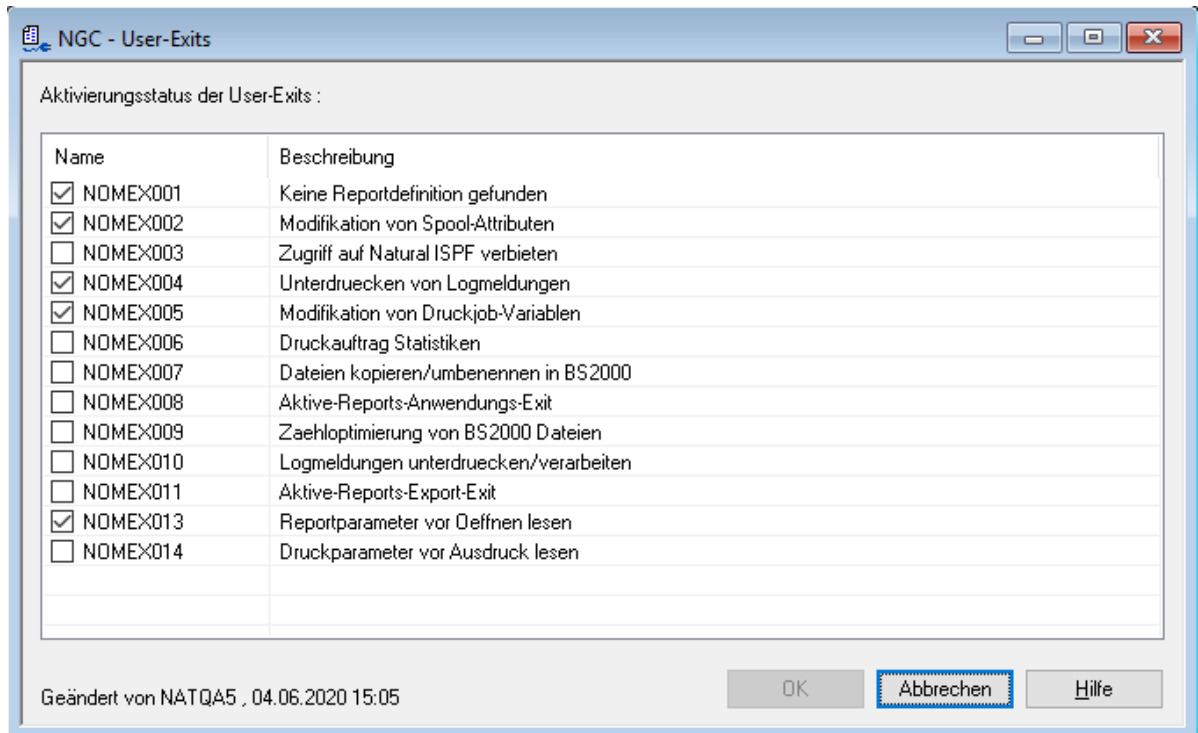 NGC - User-Exits
Aktivierungsstatus der User-Exits :
Name Beschreibung
NOMEX001 Keine Reportdefinition gefunden
NOMEX002 Modifikation von Spool-Attributen
NOMEX003 Zugriff auf Natural ISPF verbieten
NOMEX004 Unterdruecken von Logmeldungen
NOMEX005 Modifikation von Druckjob-Variablen
NOMEX006 Druckauftrag Statistiken
NOMEX007 Dateien kopieren/umbenennen in BS2000
NOMEX008 Aktive-Reports-Anwendungs-Exit
NOMEX009 Zaehloptimierung von BS2000 Dateien
NOMEX010 Logmeldungen unterdruecken/verarbeiten
NOMEX011 Aktive-Reports-Export-Exit
NOMEX013 Reportparameter vor Oeffnen lesen
NOMEX014 Druckparameter vor Ausdruck lesen
Geändert von NATQA5 , 04.06.2020 15:05 OK Abbrechen Hilfe